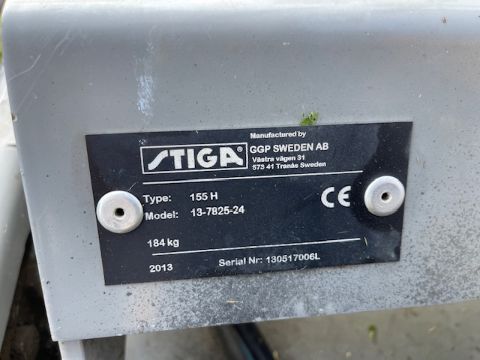 Manufactured by
STIGA GGP SWEDEN AB
Västra vägen 31
573 41 Tranås Sweden
Type: 155 H
Model: 13-7825-24
CE
184 kg
2013 Serial Nr: 130517006L